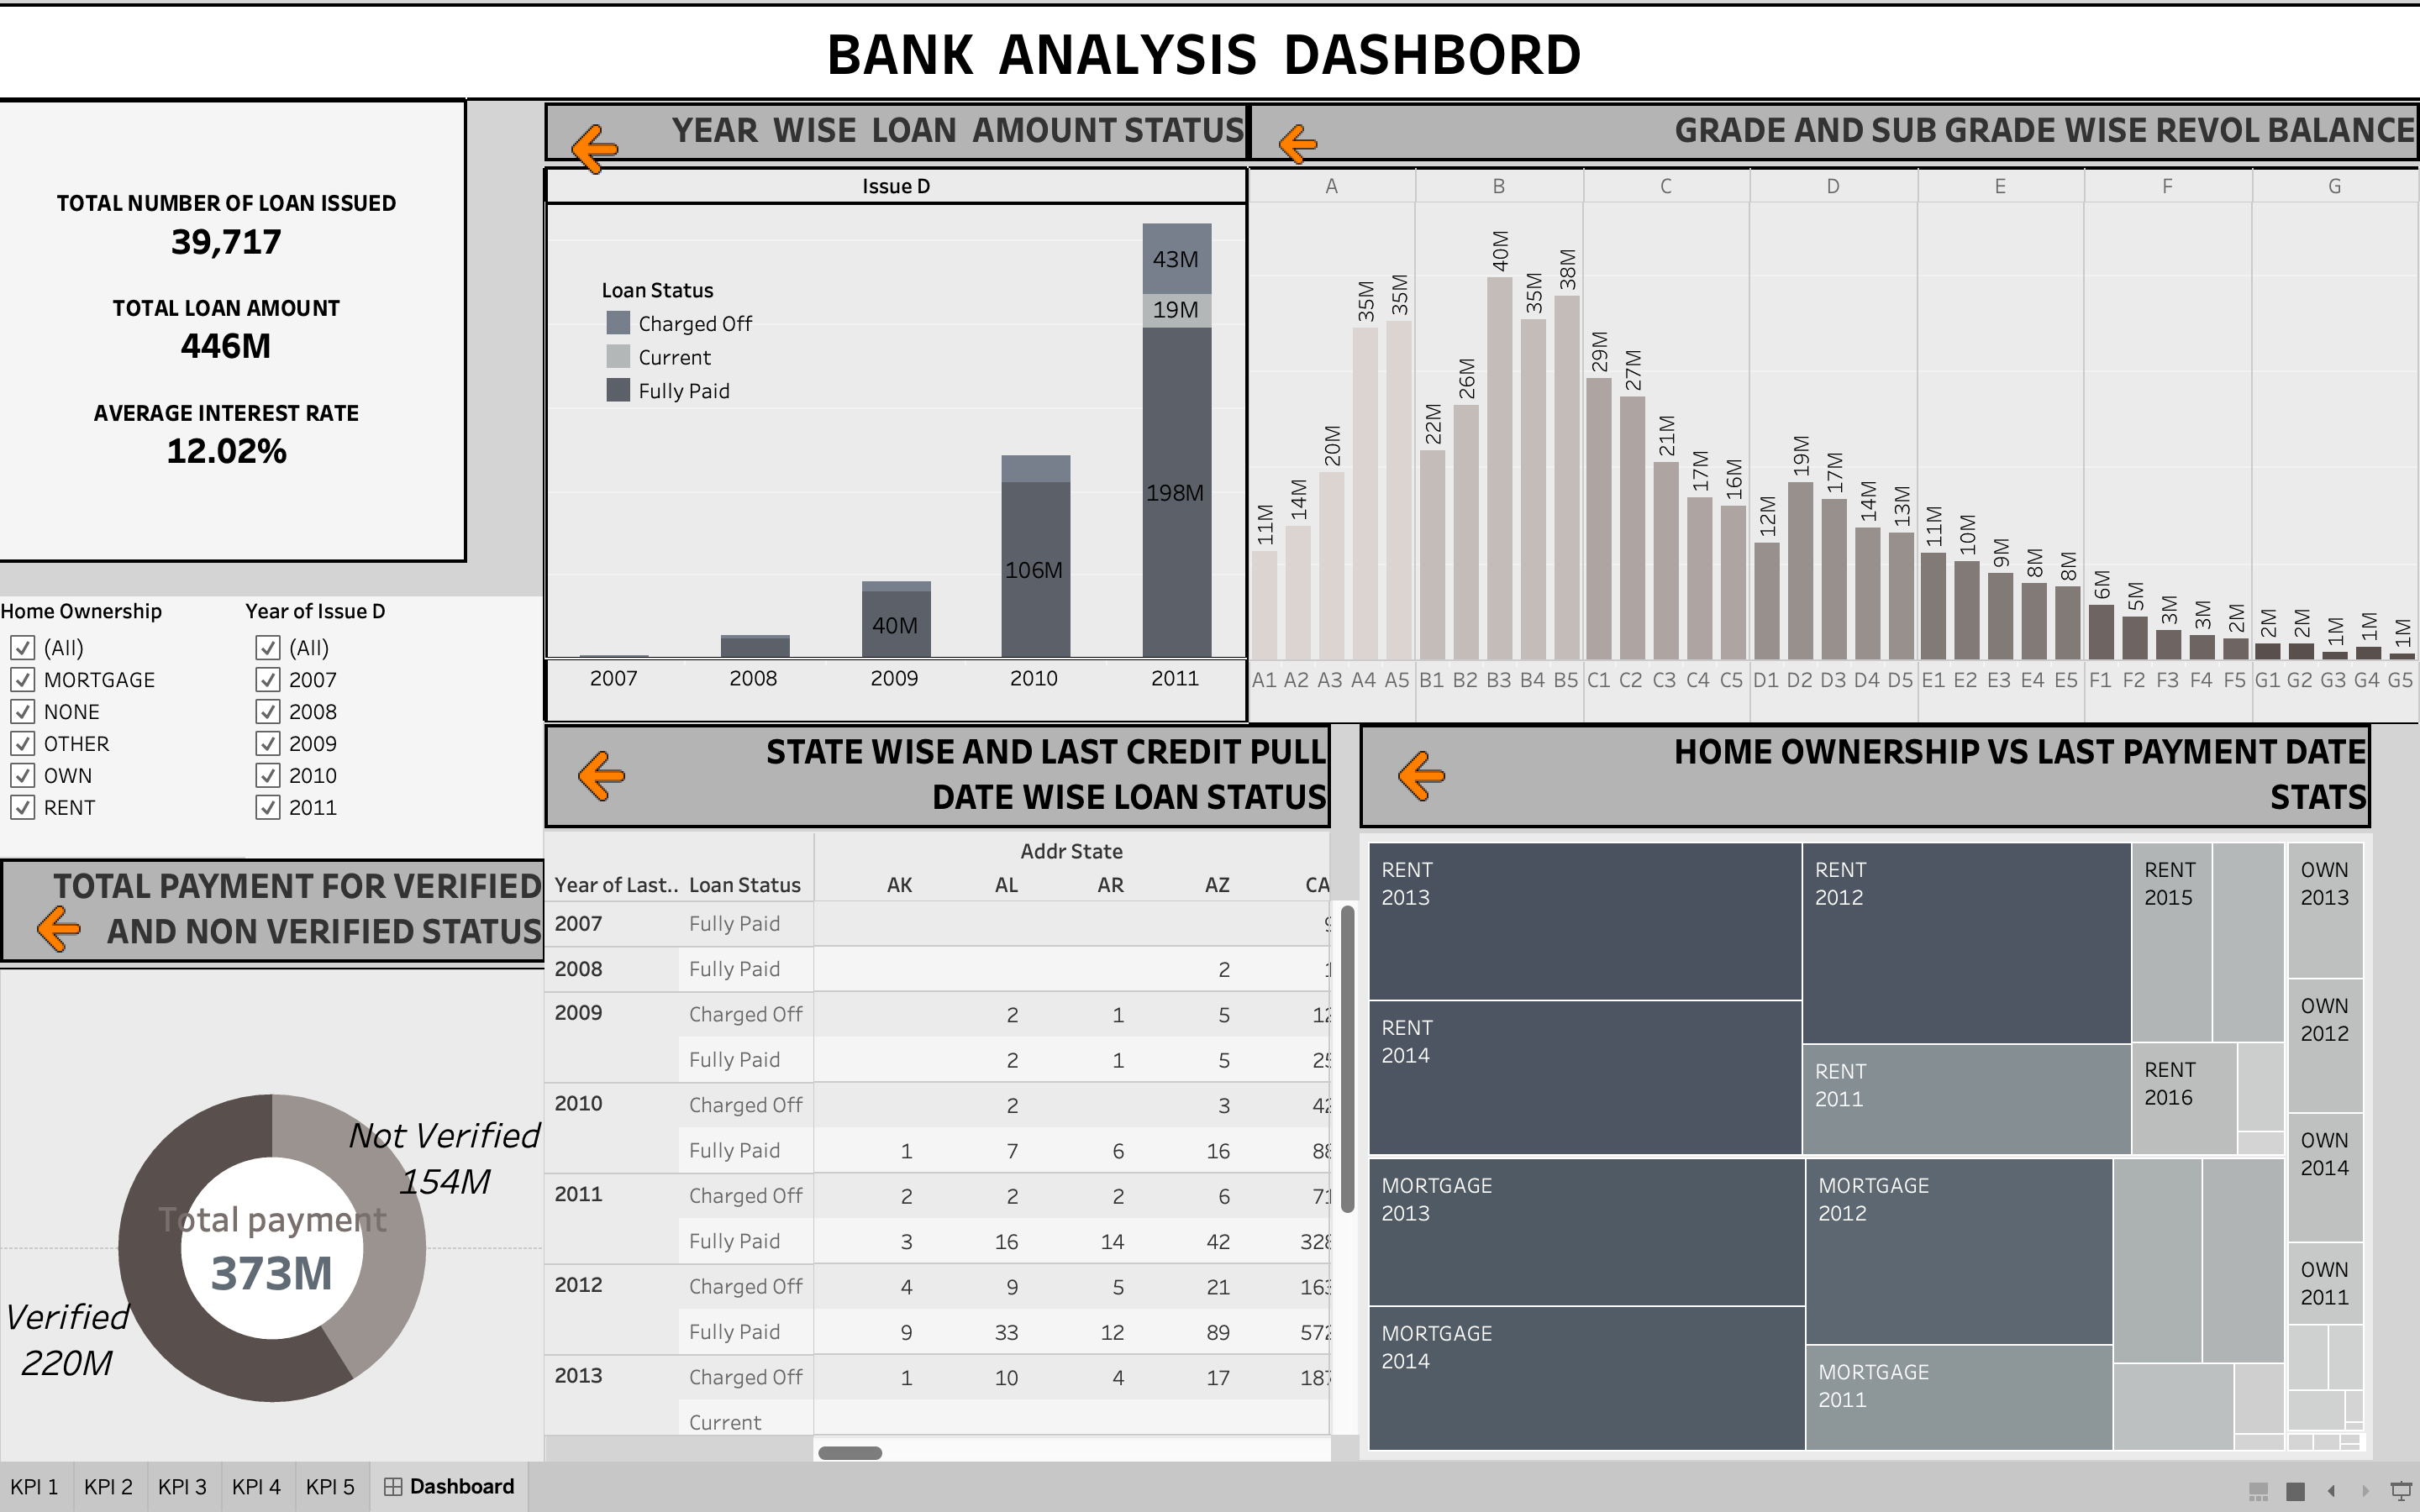 BANK ANALYSIS DASHBORD
TOTAL NUMBER OF LOAN ISSUED
39,717
TOTAL LOAN AMOUNT
446M
AVERAGE INTEREST RATE
12.02%
Home Ownership
(All)
MORTGAGE
NONE
OTHER
OWN
RENT
Year of Issue D
(All)
2007
2008
2009
2010
2011
YEAR WISE LOAN AMOUNT STATUS
Issue D
Loan Status
Charged Off
Current
Fully Paid
43M
19M
198M
106M
40M
2007 2008 2009 2010 2011
GRADE AND SUB GRADE WISE REVOL BALANCE
A B C D E F G
11M 14M 20M 35M 35M 22M 26M 40M 35M 38M 29M 27M 21M 17M 16M 12M 19M 17M 14M 13M 11M 10M 9M 8M 8M 6M 5M 3M 3M 2M 2M 2M 1M 1M 1M
A1 A2 A3 A4 A5 B1 B2 B3 B4 B5 C1 C2 C3 C4 C5 D1 D2 D3 D4 D5 E1 E2 E3 E4 E5 F1 F2 F3 F4 F5 G1 G2 G3 G4 G5
TOTAL PAYMENT FOR VERIFIED
AND NON VERIFIED STATUS
Not Verified
154M
Total payment
373M
Verified
220M
STATE WISE AND LAST CREDIT PULL
DATE WISE LOAN STATUS
Addr State
Year of Last.. Loan Status AK AL AR AZ CA
2007 Fully Paid
2008 Fully Paid 2
2009 Charged Off 2 1 5
Fully Paid 2 1 5
2010 Charged Off 2 3
Fully Paid 1 7 6 16
2011 Charged Off 2 2 2 6
Fully Paid 3 16 14 42
2012 Charged Off 4 9 5 21
Fully Paid 9 33 12 89
2013 Charged Off 1 10 4 17
Current
HOME OWNERSHIP VS LAST PAYMENT DATE
STATS
RENT
2013
RENT
2014
RENT
2012
RENT
2011
RENT
2015
RENT
2016
MORTGAGE
2013
MORTGAGE
2014
MORTGAGE
2012
MORTGAGE
2011
OWN
2013
OWN
2012
OWN
2014
OWN
2011
KPI 1 KPI 2 KPI 3 KPI 4 KPI 5 Dashboard